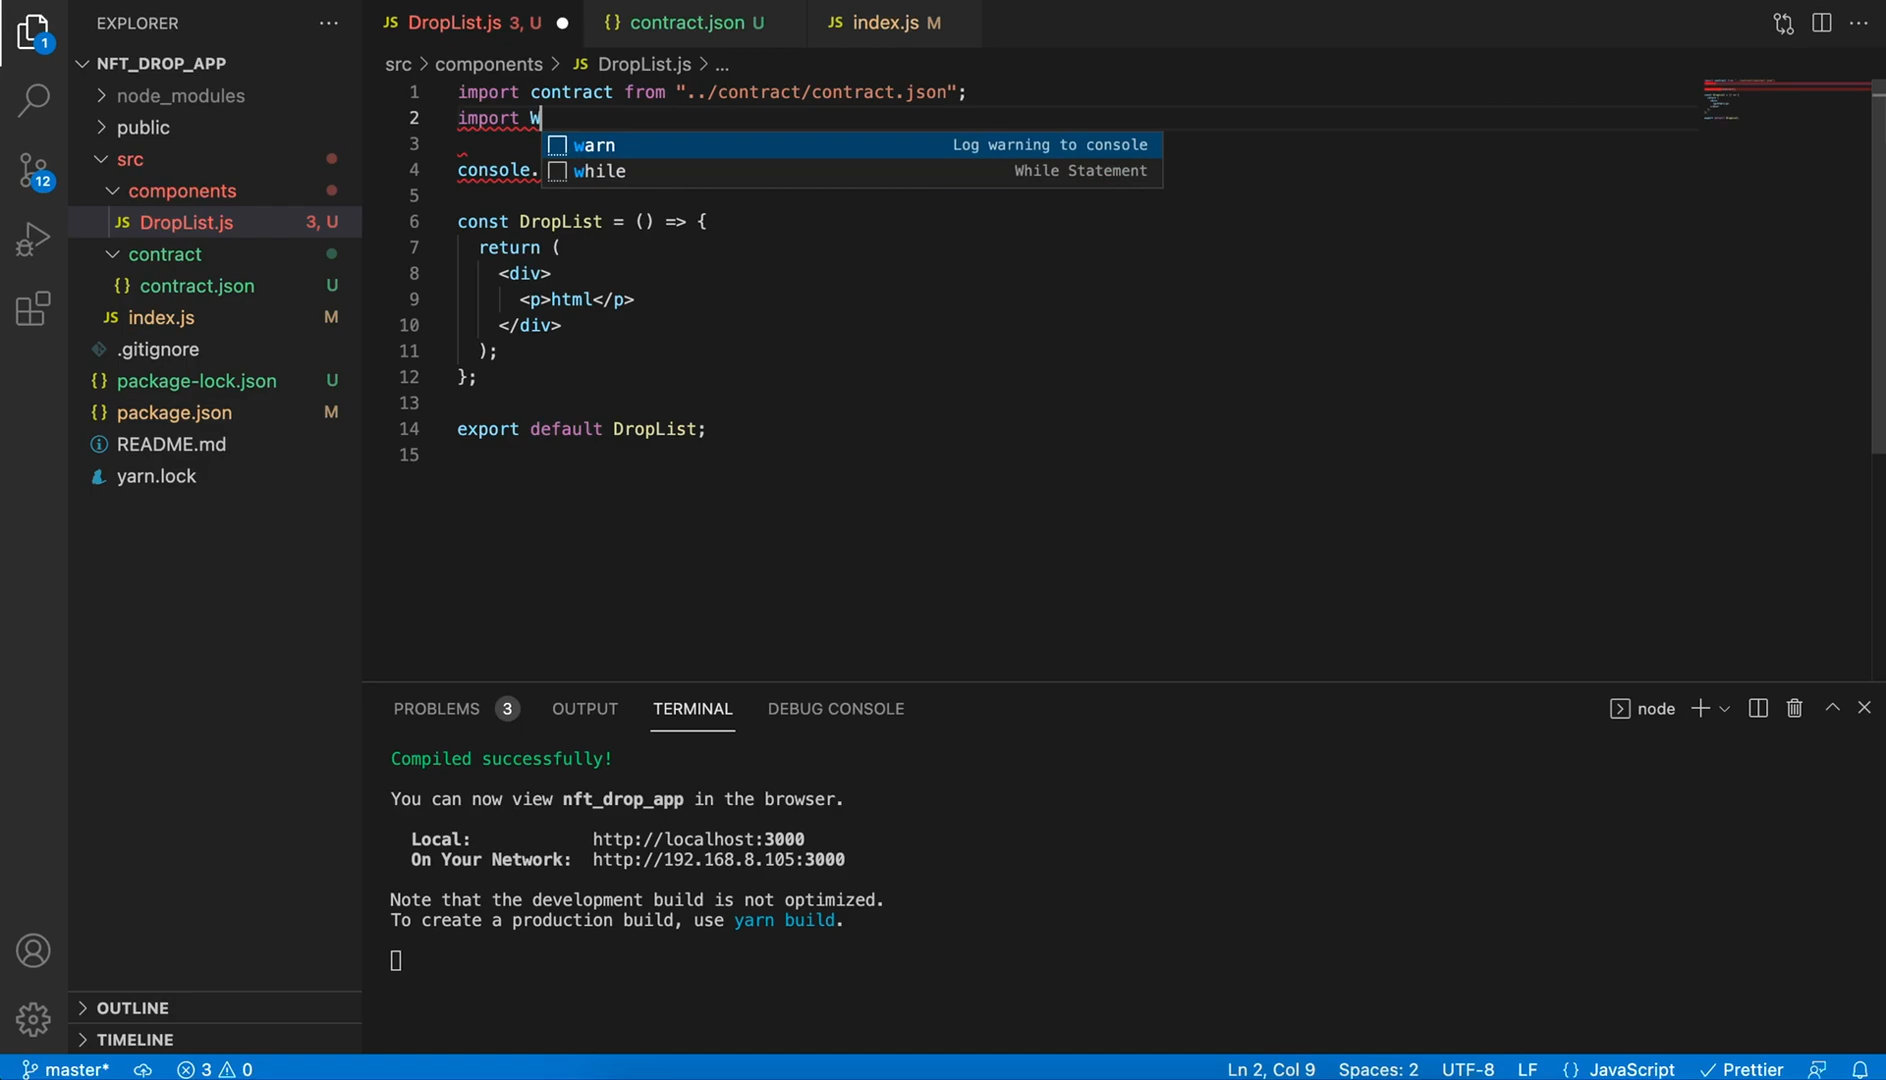 EXPLORER ...
NFT_DROP_APP
node_modules
public
src
components
JS DropList.js 3, U
contract
{} contract.json U
JS index.js M
.gitignore
{} package-lock.json U
{} package.json M
README.md
yarn.lock
OUTLINE
TIMELINE
1
12
JS DropList.js 3, U
{} contract.json U
JS index.js M
src > components > JS DropList.js > ...
1 import contract from "../contract/contract.json";
2 import W
3
4 console.
warn Log warning to console
while While Statement
5
6 const DropList = () => {
7 return (
8 <div>
9 <p>html</p>
10 </div>
11 );
12 };
13
14 export default DropList;
15
PROBLEMS 3 OUTPUT TERMINAL DEBUG CONSOLE
node
Compiled successfully!
You can now view nft_drop_app in the browser.
Local: http://localhost:3000
On Your Network: http://192.168.8.105:3000
Note that the development build is not optimized.
To create a production build, use yarn build.
master* 3 0 Ln 2, Col 9 Spaces: 2 UTF-8 LF {} JavaScript Prettier